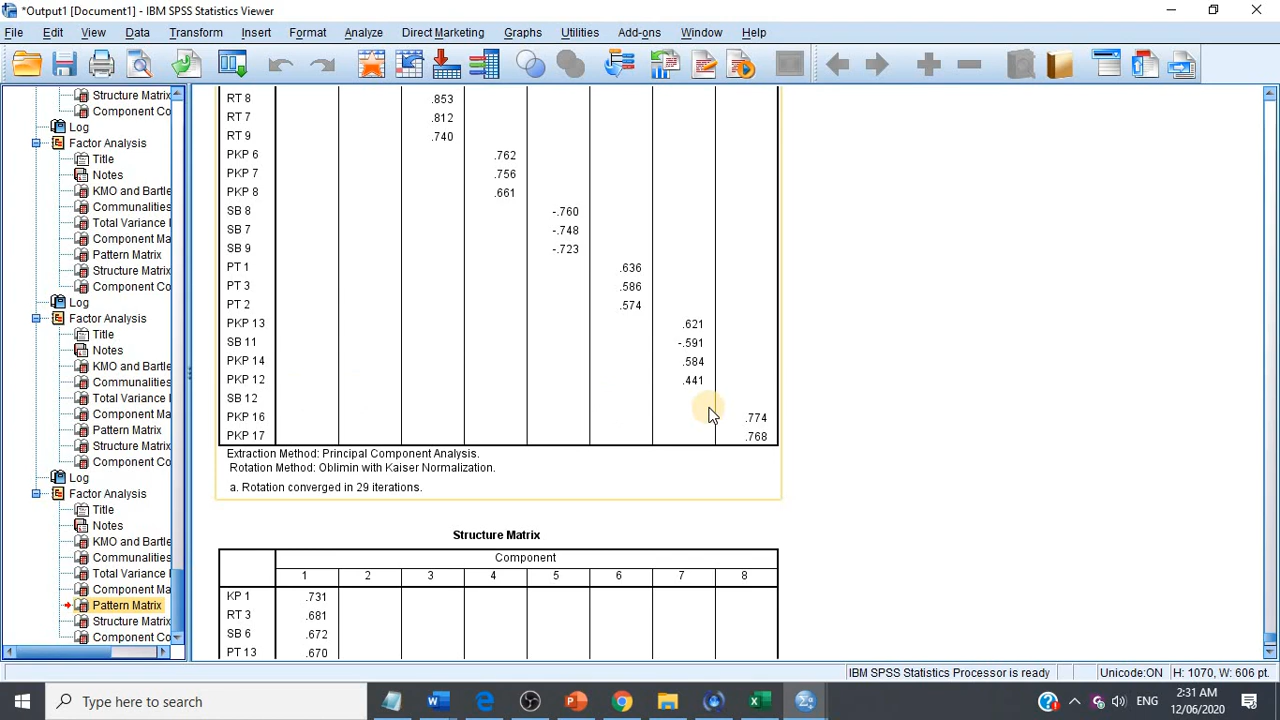 *Output1 [Document1] - IBM SPSS Statistics Viewer
File Edit View Data Transform Insert Format Analyze Direct Marketing Graphs Utilities Add-ons Window Help
Structure Matrix
Component Co
Log
Factor Analysis
Title
Notes
KMO and Bartle
Communalities
Total Variance
Component Ma
Pattern Matrix
Structure Matrix
Component Co
Log
Factor Analysis
Title
Notes
KMO and Bartle
Communalities
Total Variance
Component Ma
Pattern Matrix
Structure Matrix
Component Co
Log
Factor Analysis
Title
Notes
KMO and Bartle
Communalities
Total Variance
Component Ma
Pattern Matrix
Structure Matrix
Component Co
RT 8 .853
RT 7 .812
RT 9 .740
PKP 6 .762
PKP 7 .756
PKP 8 .661
SB 8 -.760
SB 7 -.748
SB 9 -.723
PT 1 .636
PT 3 .586
PT 2 .574
PKP 13 .621
SB 11 -.591
PKP 14 .584
PKP 12 .441
SB 12
PKP 16 .774
PKP 17 .768
Extraction Method: Principal Component Analysis.
Rotation Method: Oblimin with Kaiser Normalization.
a. Rotation converged in 29 iterations.
Structure Matrix
Component
1 2 3 4 5 6 7 8
KP 1 .731
RT 3 .681
SB 6 .672
PT 13 .670
IBM SPSS Statistics Processor is ready Unicode:ON H: 1070, W: 606 pt.
Type here to search
ENG
2:31 AM
12/06/2020